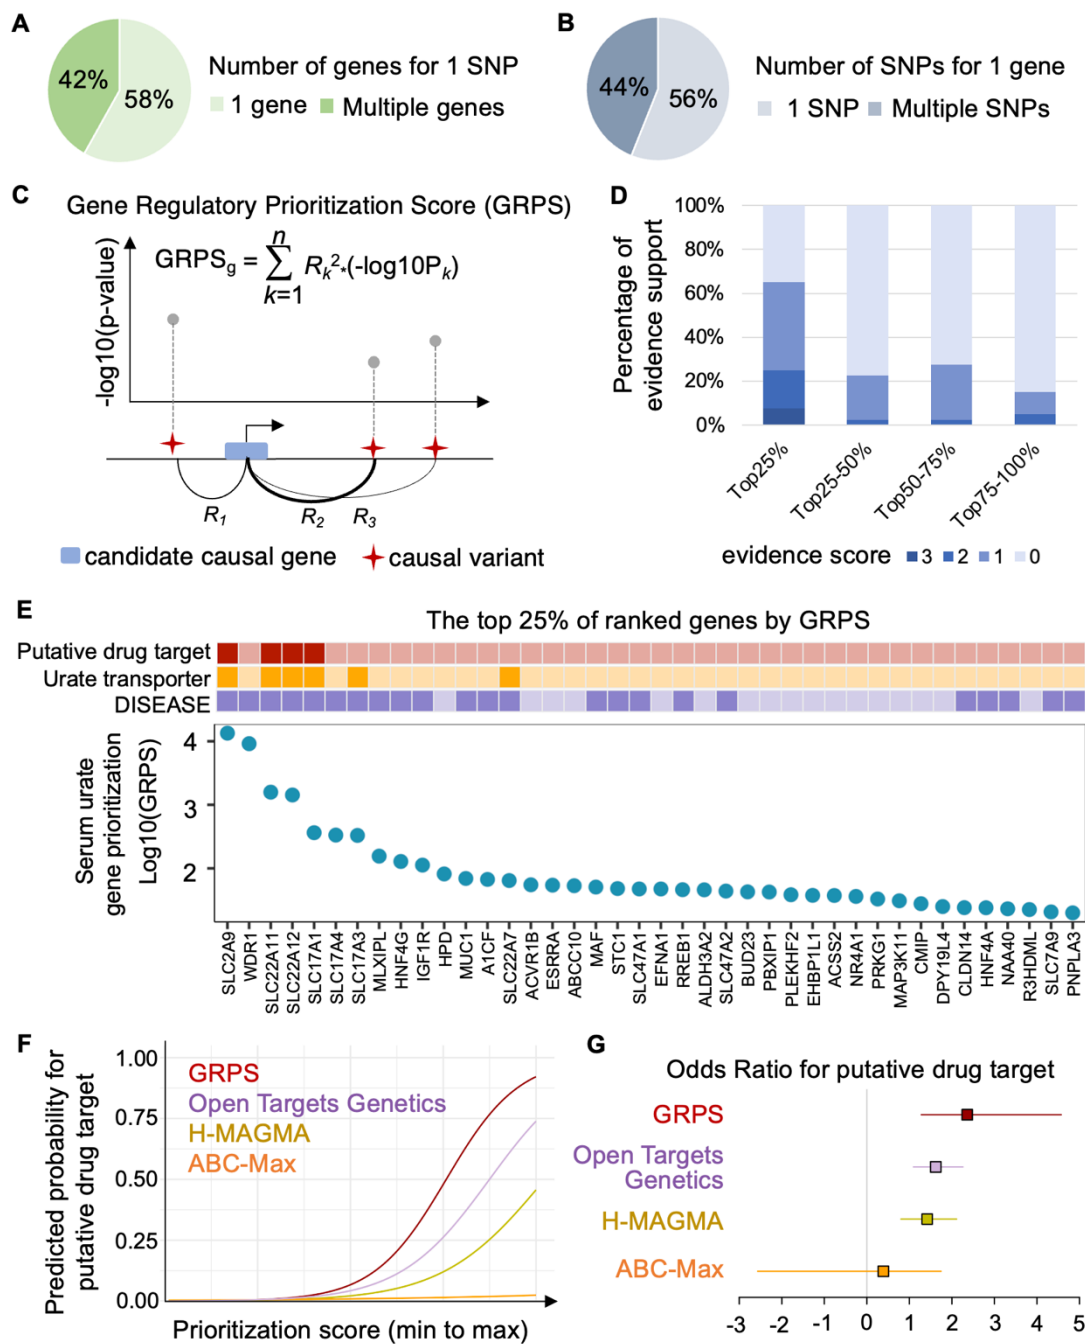 A
42%
58%
Number of genes for 1 SNP
1 gene Multiple genes
B
44%
56%
Number of SNPs for 1 gene
1 SNP Multiple SNPs
C
Gene Regulatory Prioritization Score (GRPS)
-log10(p-value)
GRPSg = n ∑ k=1 Rk²*(-log10Pk)
R1
R2
R3
candidate causal gene causal variant
D
Percentage of
evidence support
100%
80%
60%
40%
20%
0%
Top25%
Top25-50%
Top50-75%
Top75-100%
evidence score 3 2 1 0
E
The top 25% of ranked genes by GRPS
Putative drug target
Urate transporter
DISEASE
Serum urate
gene prioritization
Log10(GRPS)
4
3
2
SLC2A9
WDR1
SLC22A11
SLC22A12
SLC17A1
SLC17A4
SLC17A3
MLXIPL
HNF4G
IGF1R
HPD
MUC1
A1CF
SLC22A7
ACVR1B
ESRRA
ABCC10
MAF
STC1
SLC47A1
EFNA1
RREB1
ALDH3A2
SLC47A2
BUD23
PBXIP1
PLEKHF2
EHBP1L1
ACSS2
NR4A1
PRKG1
MAP3K11
CMIP
DPY19L4
CLDN14
HNF4A
NAA40
R3HDML
SLC7A9
PNPLA3
F
Predicted probability for
putative drug target
1.00
0.75
0.50
0.25
0.00
GRPS
Open Targets Genetics
H-MAGMA
ABC-Max
Prioritization score (min to max)
G
Odds Ratio for putative drug target
GRPS
Open Targets
Genetics
H-MAGMA
ABC-Max
-3 -2 -1 0 1 2 3 4 5